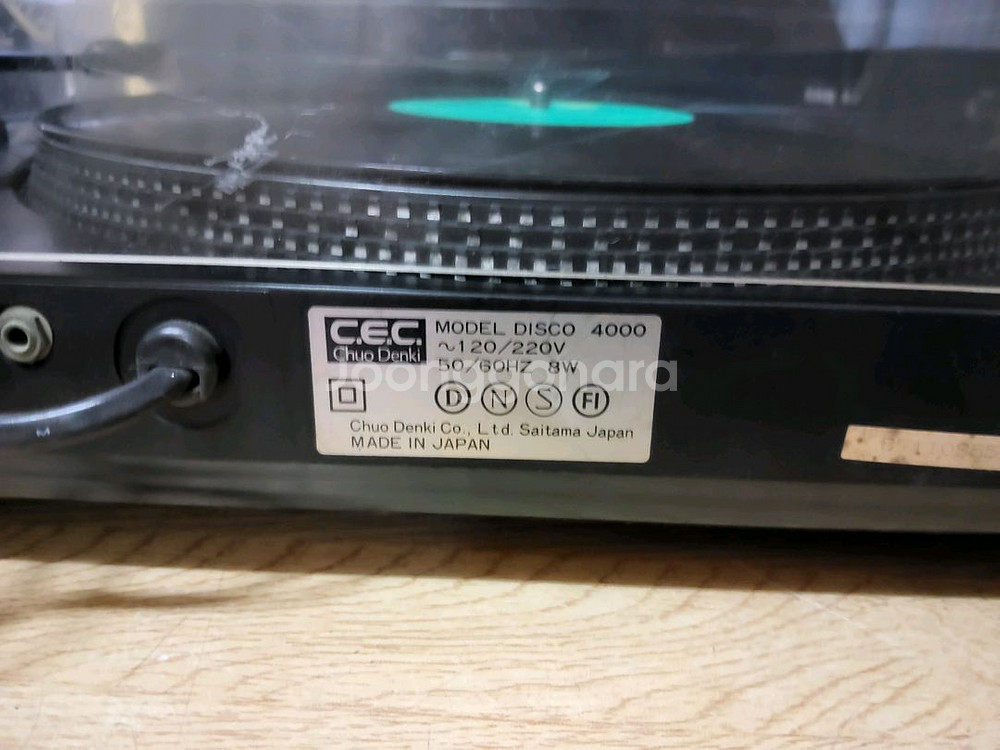 C.E.C.
Chuo Denki
MODEL DISCO 4000
~120/220V
50/60HZ 8W
D N S FI
Chuo Denki Co., Ltd. Saitama Japan
MADE IN JAPAN
Joongonara